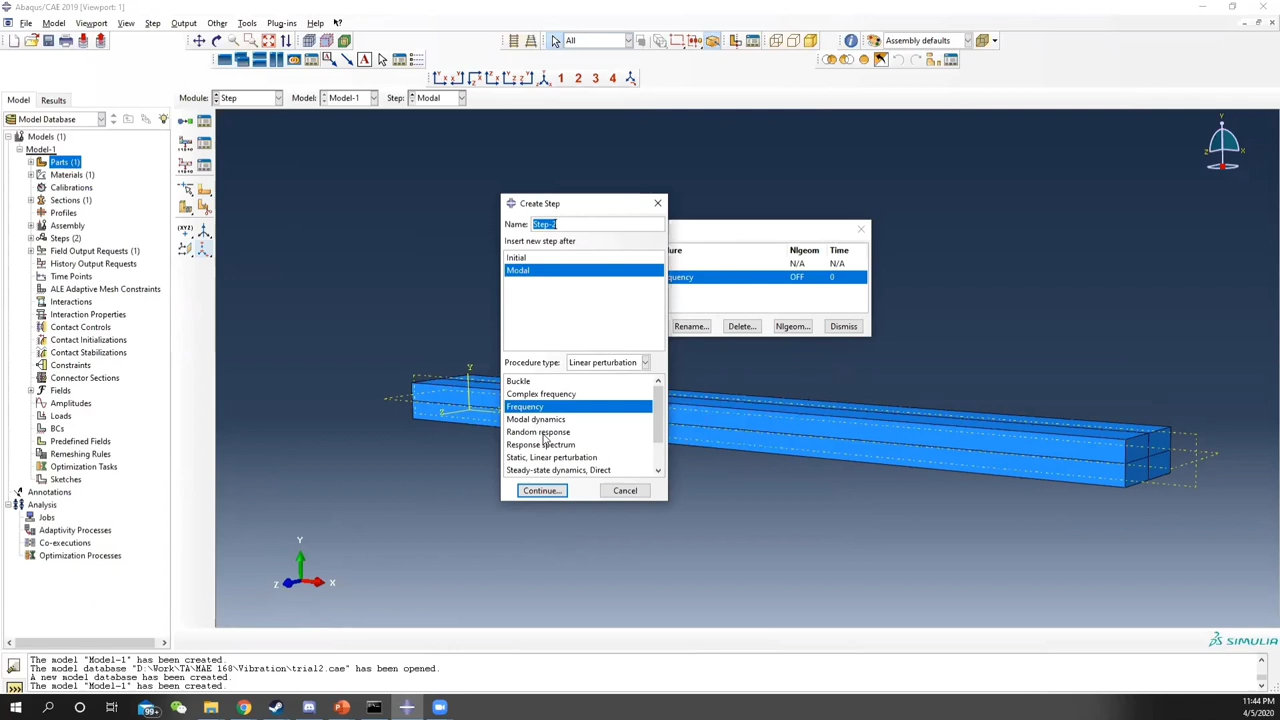 Abaqus/CAE 2019 [Viewport: 1]
File Model Viewport View Step Output Other Tools Plug-ins Help
All
Assembly defaults
1 2 3 4
Model Results
Module: Step Model: Model-1 Step: Modal
Model Database
Models (1)
Model-1
Parts (1)
Materials (1)
Calibrations
Sections (1)
Profiles
Assembly
Steps (2)
Field Output Requests (1)
History Output Requests
Time Points
ALE Adaptive Mesh Constraints
Interactions
Interaction Properties
Contact Controls
Contact Initializations
Contact Stabilizations
Constraints
Connector Sections
Fields
Amplitudes
Loads
BCs
Predefined Fields
Remeshing Rules
Optimization Tasks
Sketches
Annotations
Analysis
Jobs
Adaptivity Processes
Co-executions
Optimization Processes
Create Step
Name: Step-2
Insert new step after
Initial
Modal
Procedure type: Linear perturbation
Buckle
Complex frequency
Frequency
Modal dynamics
Random response
Response spectrum
Static, Linear perturbation
Steady-state dynamics, Direct
Continue... Cancel
dure Nlgeom Time
N/A N/A
quency OFF 0
Rename... Delete... Nlgeom... Dismiss
Y
Z X
Y
Z
Y
Z X
SIMULIA
The model "Model-1" has been created.
The model database "D:\Work\TA\MAE 168\Vibration\trial2.cae" has been opened.
A new model database has been created.
The model "Model-1" has been created.
99+
11:44 PM
4/5/2020